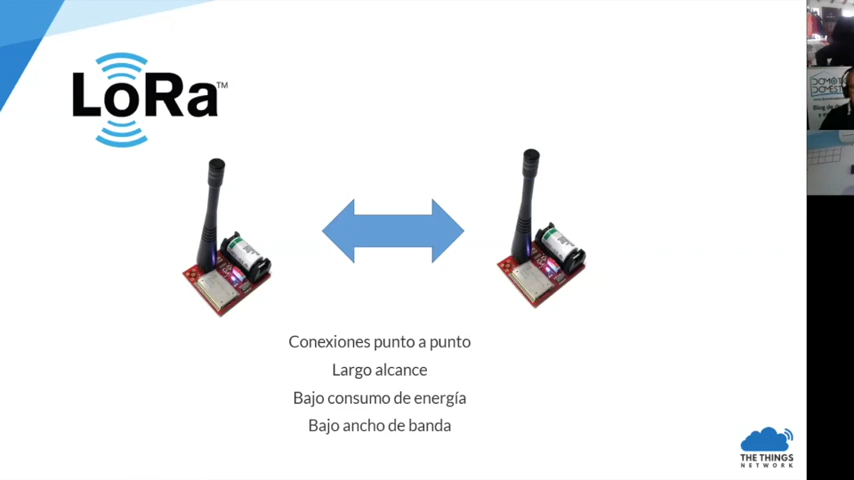 LoRa™
Conexiones punto a punto
Largo alcance
Bajo consumo de energía
Bajo ancho de banda
THE THINGS
NETWORK